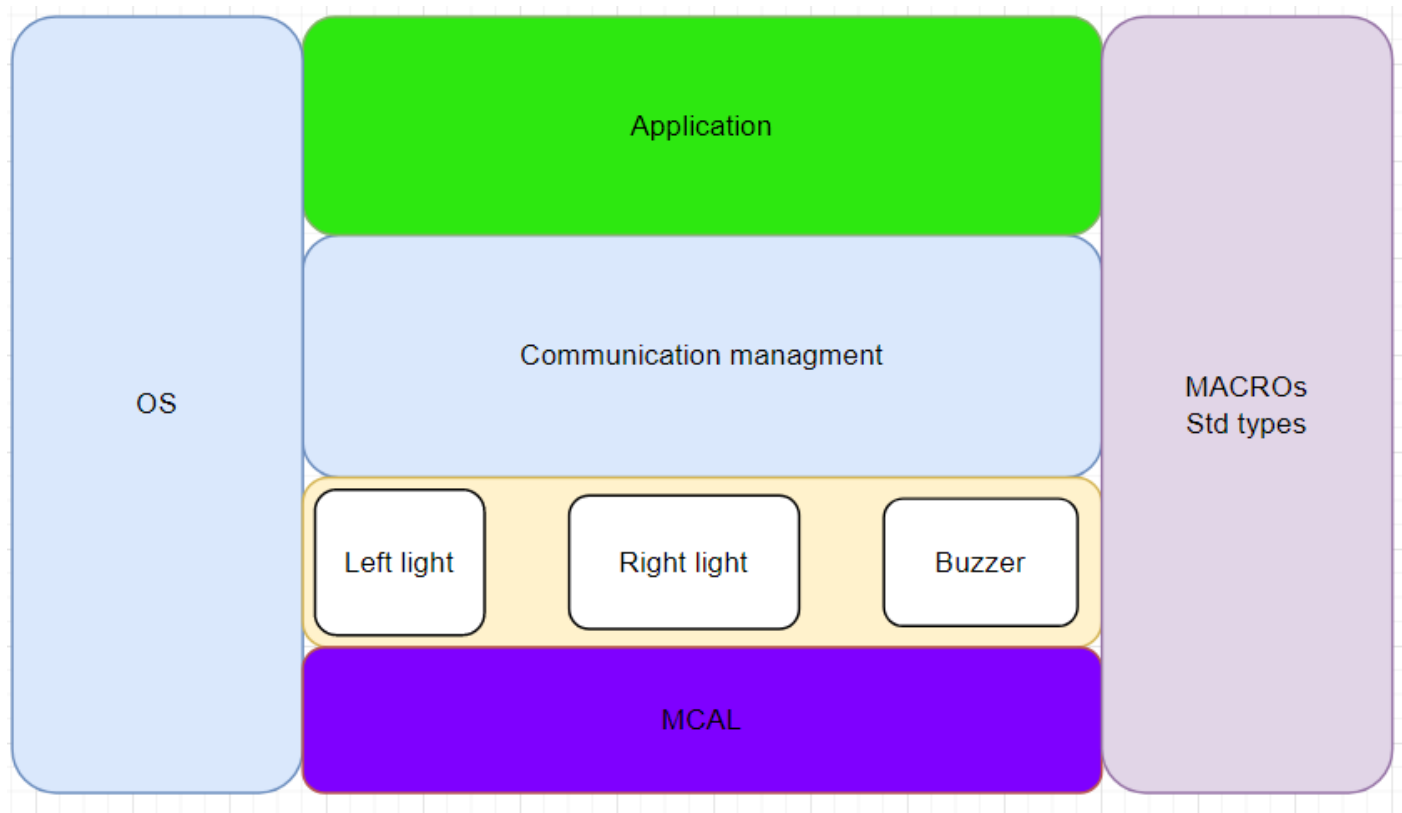 Application
Communication managment
OS
MACROs
Std types
Left light
Right light
Buzzer
MCAL